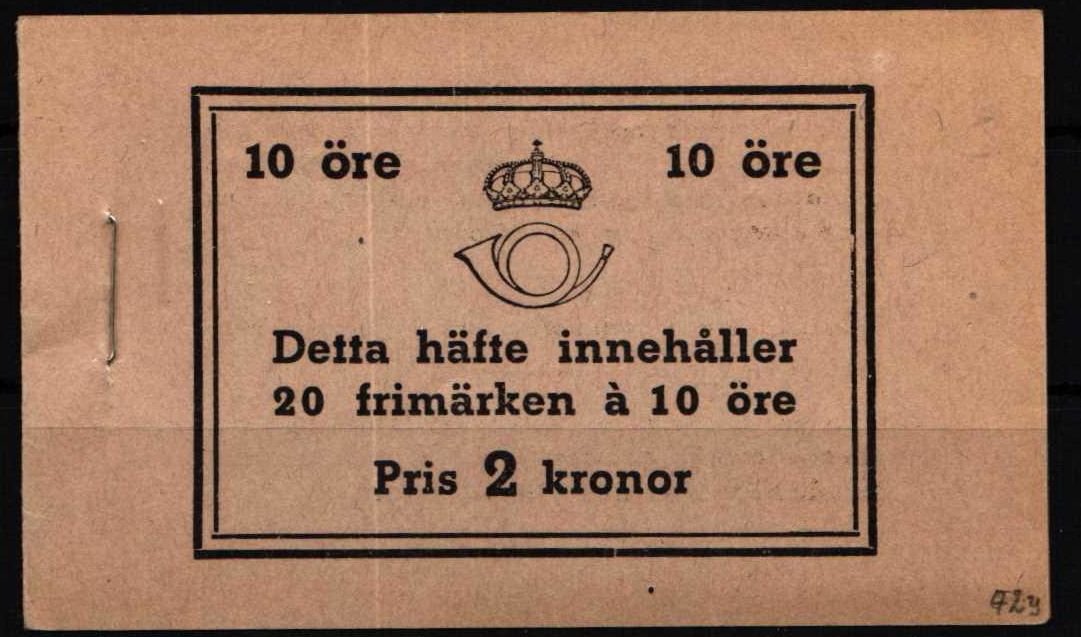 10 öre 10 öre
Detta häfte innehåller
20 frimärken à 10 öre
Pris 2 kronor